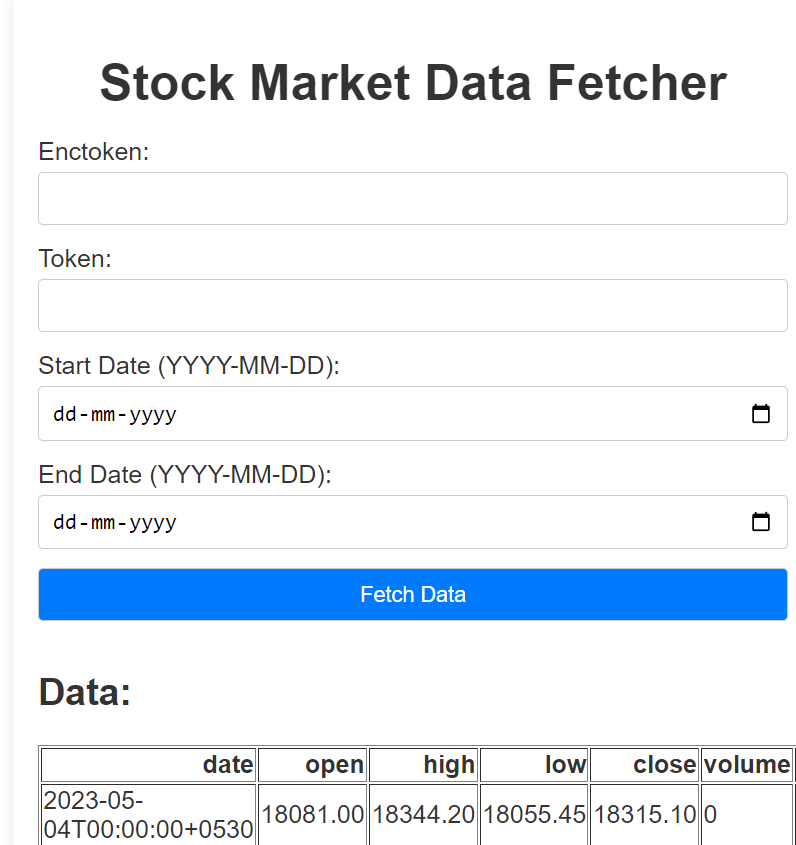 Stock Market Data Fetcher
Enctoken:
Token:
Start Date (YYYY-MM-DD):
dd-mm-yyyy
End Date (YYYY-MM-DD):
dd-mm-yyyy
Fetch Data
Data:
date open high low close volume
2023-05-
04T00:00:00+0530 18081.00 18344.20 18055.45 18315.10 0